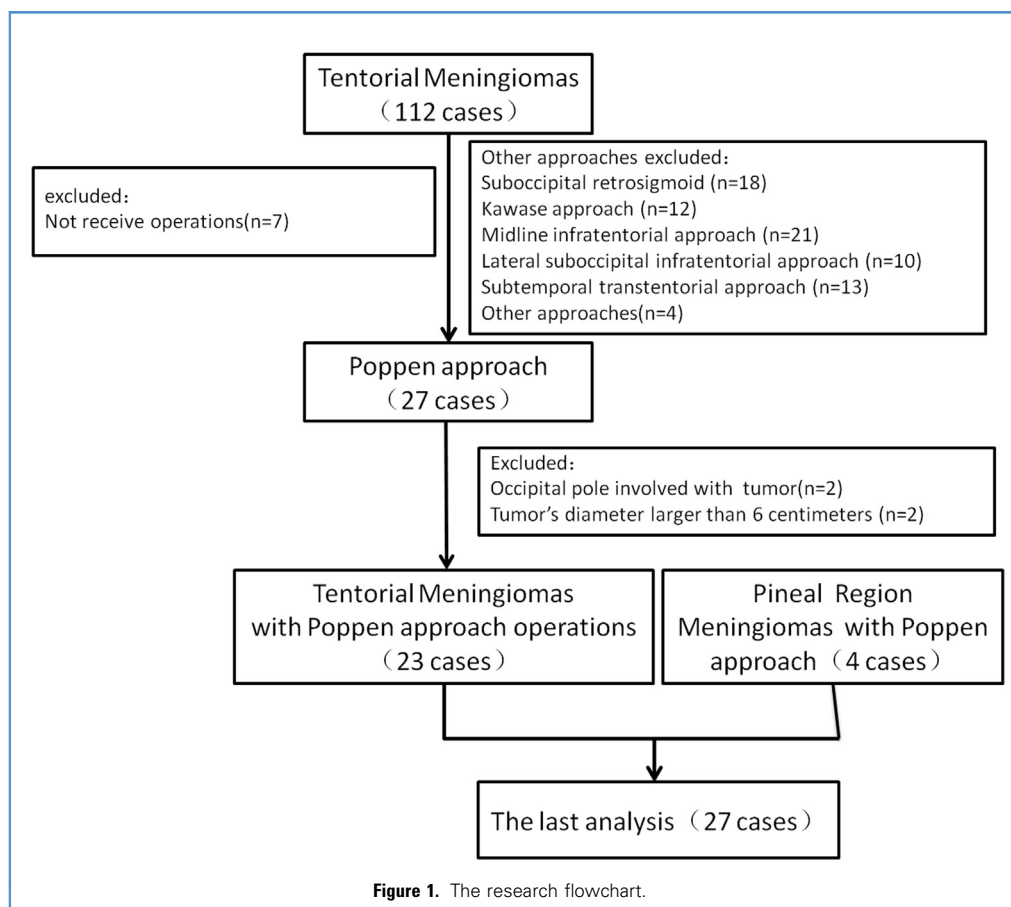 Tentorial Meningiomas
（112 cases）
excluded：
Not receive operations(n=7)
Other approaches excluded：
Suboccipital retrosigmoid (n=18)
Kawase approach (n=12)
Midline infratentorial approach (n=21)
Lateral suboccipital infratentorial approach (n=10)
Subtemporal transtentorial approach (n=13)
Other approaches(n=4)
Poppen approach
（27 cases）
Excluded：
Occipital pole involved with tumor(n=2)
Tumor’s diameter larger than 6 centimeters (n=2)
Tentorial Meningiomas
with Poppen approach operations
（23 cases）
Pineal Region
Meningiomas with Poppen
approach（4 cases）
The last analysis（27 cases）
Figure 1. The research flowchart.